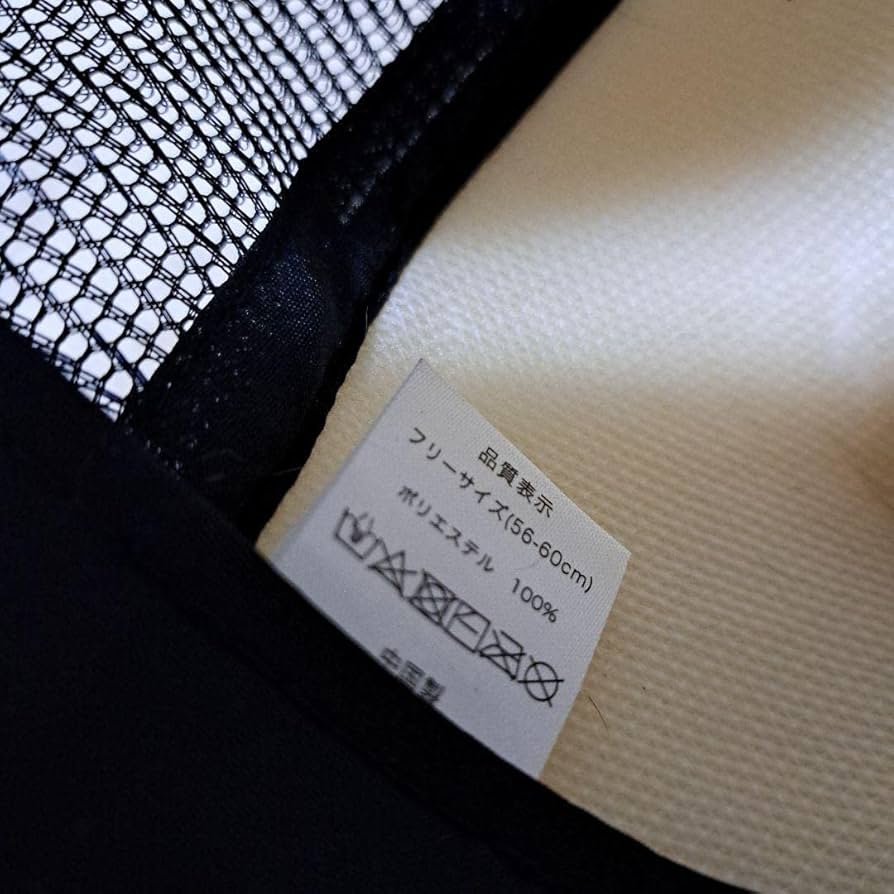 品質表示
フリーサイズ(56-60cm)
ポリエステル 100%
中国製